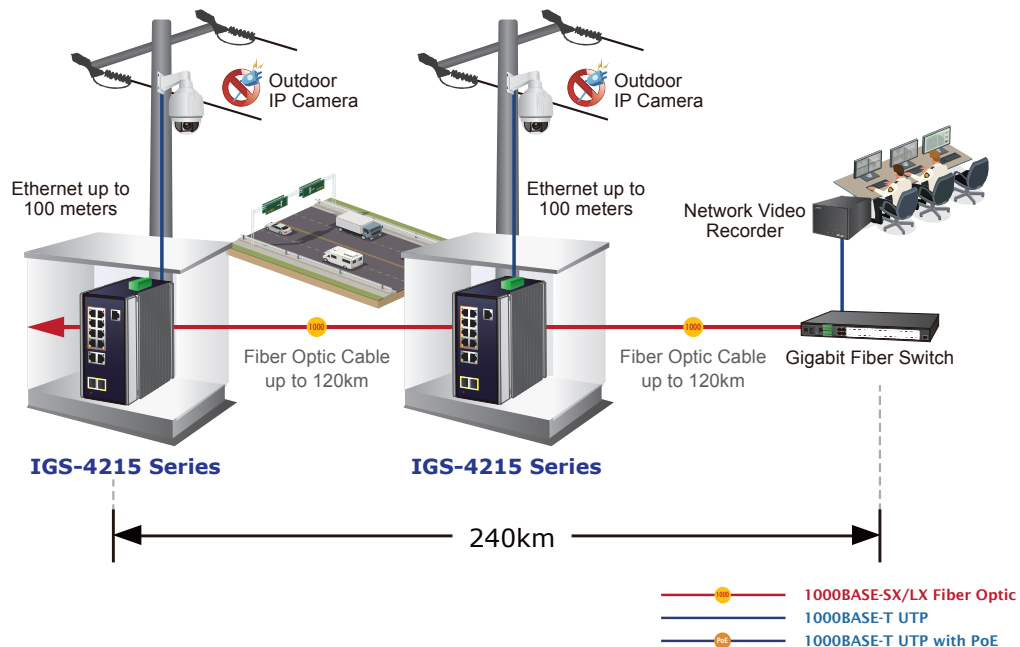 Outdoor
IP Camera
Outdoor
IP Camera
Ethernet up to
100 meters
Ethernet up to
100 meters
Network Video
Recorder
1000
1000
Fiber Optic Cable
up to 120km
Fiber Optic Cable
up to 120km
Gigabit Fiber Switch
IGS-4215 Series
IGS-4215 Series
240km
1000
1000BASE-SX/LX Fiber Optic
1000BASE-T UTP
PoE
1000BASE-T UTP with PoE